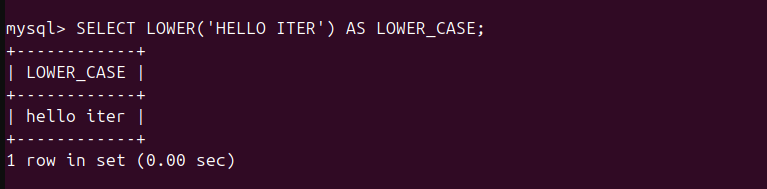 mysql> SELECT LOWER('HELLO ITER') AS LOWER_CASE;
+------------+
| LOWER_CASE |
+------------+
| hello iter |
+------------+
1 row in set (0.00 sec)